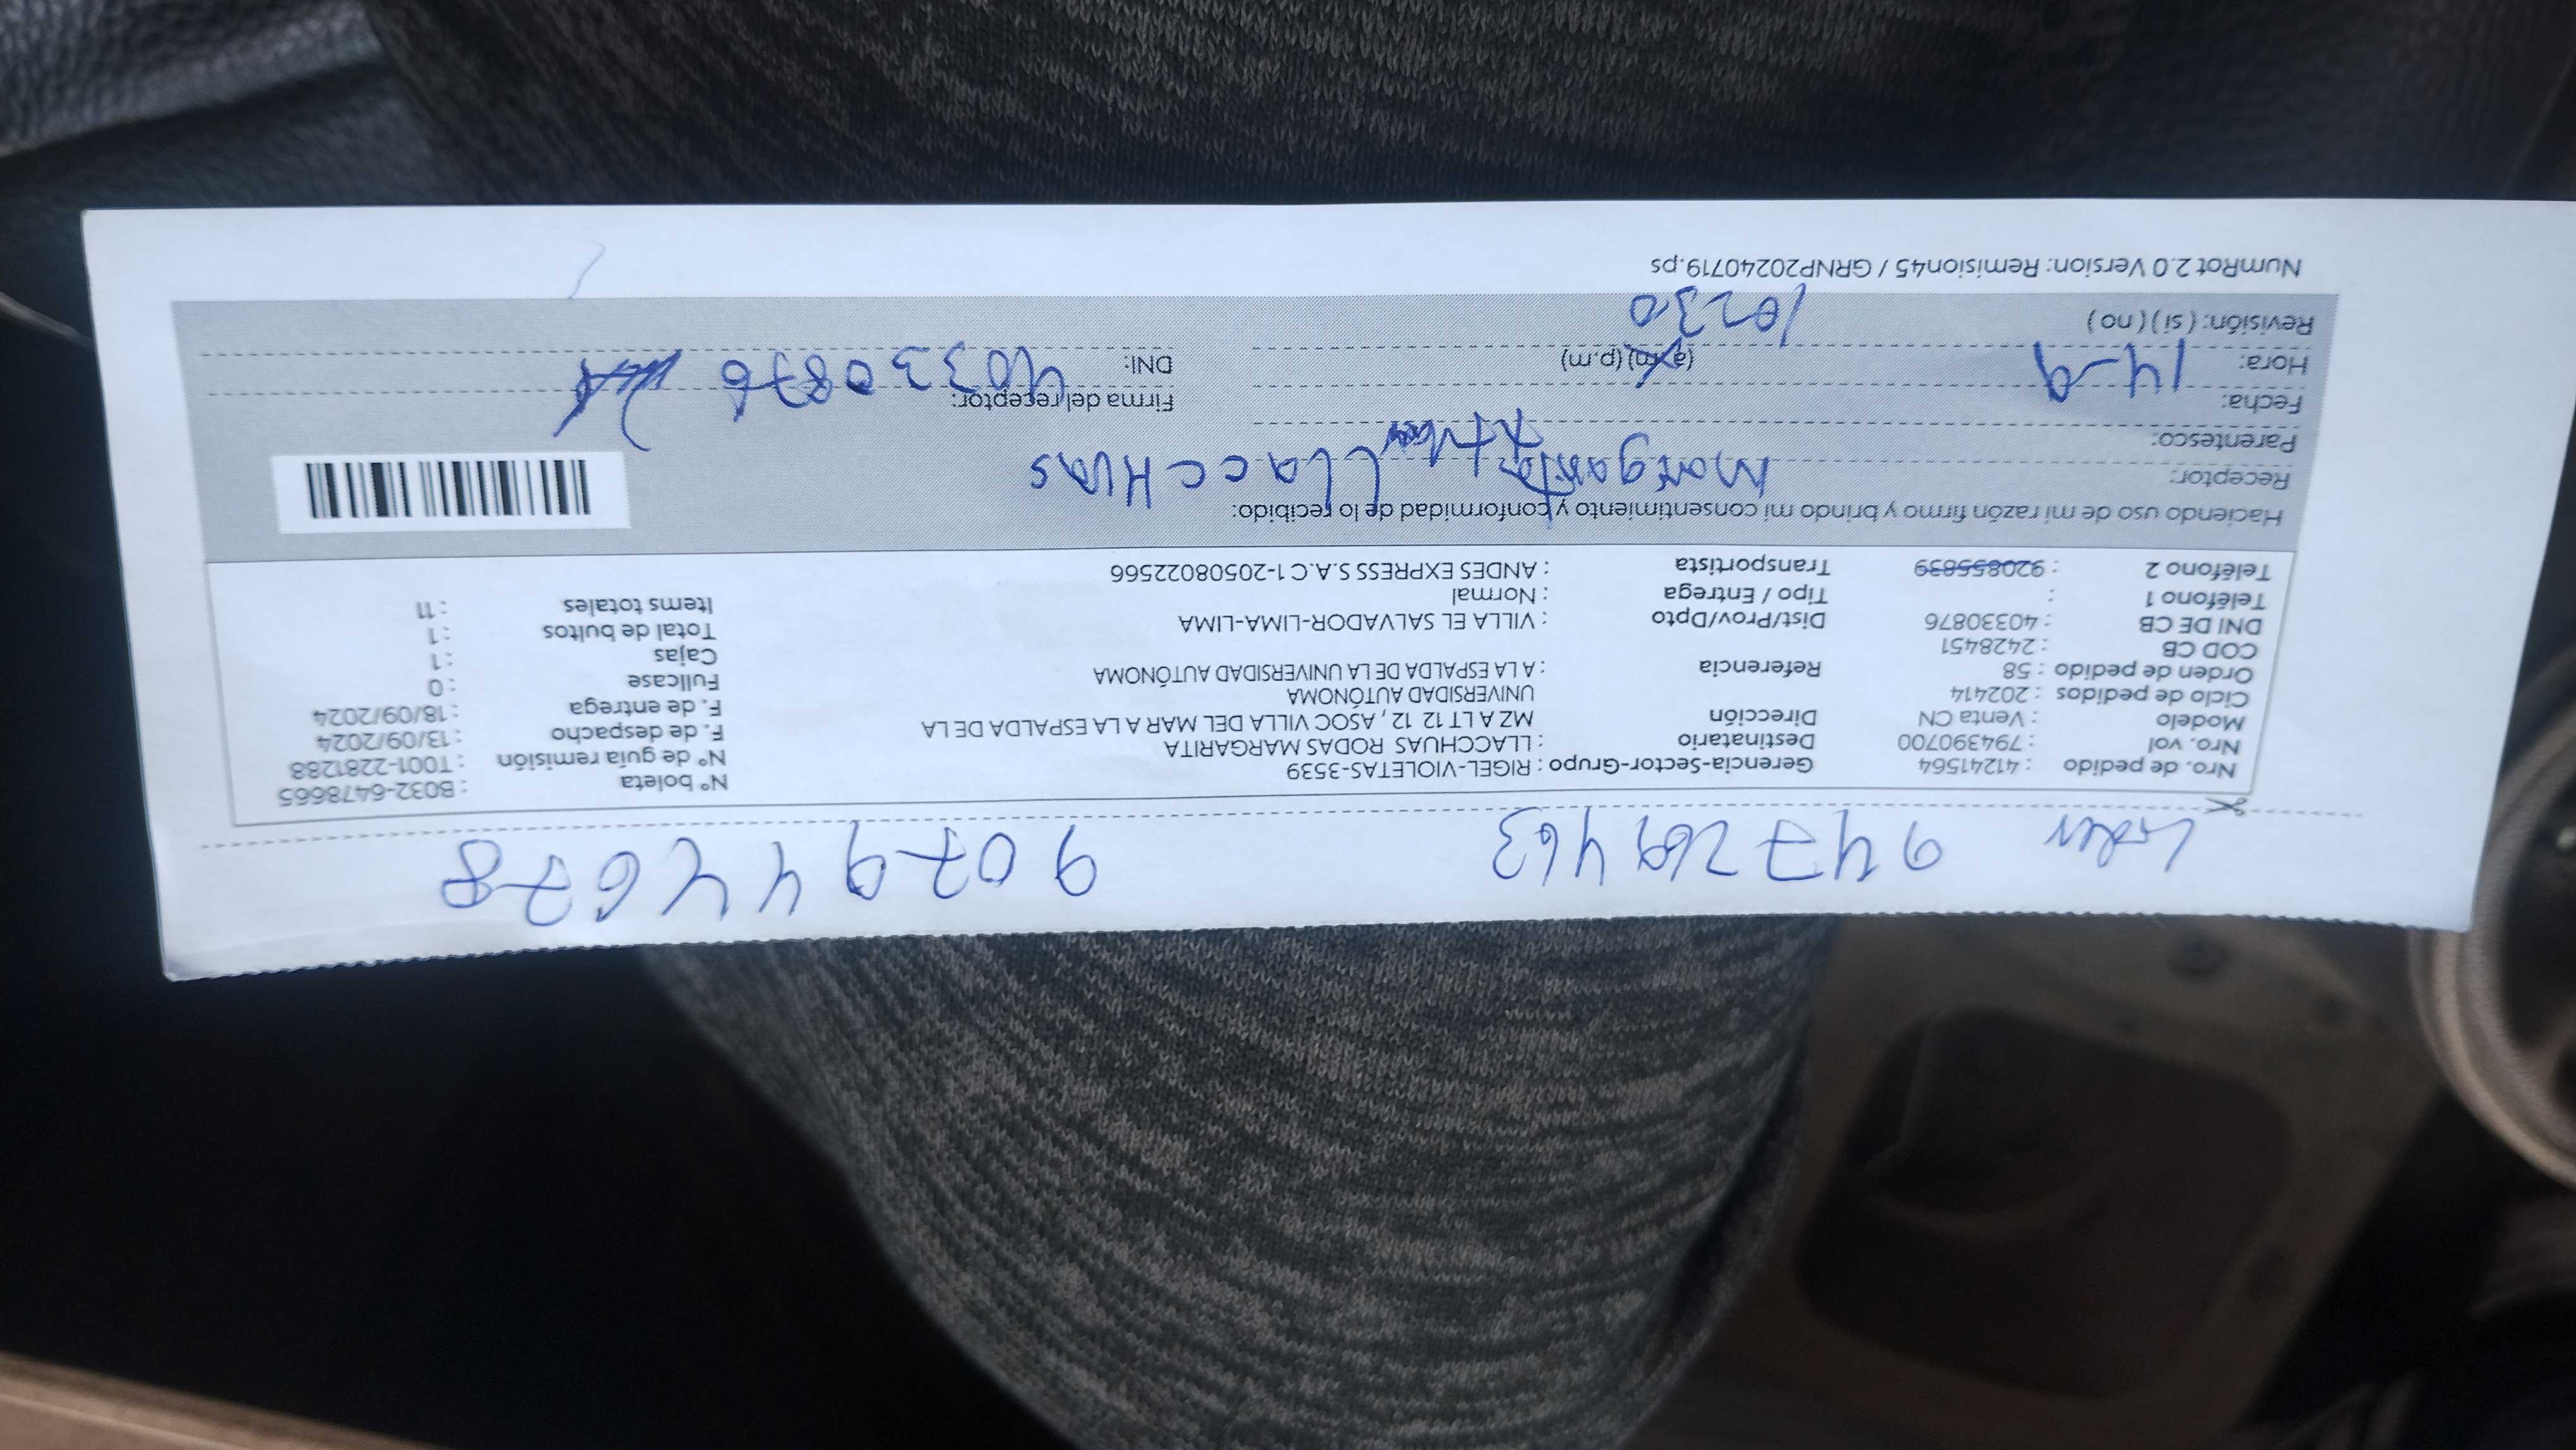 Lider 947269463 907944678
Nro. de pedido : 41241564 Gerencia-Sector-Grupo : RIGEL-VIOLETAS-3539 N° boleta : B032-6478665
Nro. vol : 794390700 Destinatario : LLACCHUAS RODAS MARGARITA N° de guía remisión : T001-2281288
Modelo : Venta CN Dirección MZ A LT 12 12, ASOC VILLA DEL MAR A LA ESPALDA DE LA F. de despacho : 13/09/2024
Ciclo de pedidos : 202414 UNIVERSIDAD AUTÓNOMA F. de entrega : 18/09/2024
Orden de pedido : 58 Referencia : A LA ESPALDA DE LA UNIVERSIDAD AUTÓNOMA Fullcase : 0
COD CB : 2428451 Cajas : 1
DNI DE CB : 40330876 Dist/Prov/Dpto : VILLA EL SALVADOR-LIMA-LIMA Total de bultos : 1
Teléfono 1 : Tipo / Entrega : Normal Items totales : 11
Teléfono 2 : 920855839 Transportista : ANDES EXPRESS S.A.C 1-20508022566
Haciendo uso de mi razón firmo y brindo mi consentimiento y conformidad de lo recibido:
Receptor: Margarita LLaccHuas
Parentesco:
Fecha: 14-9 Firma del receptor:
Hora: (a.m) (p.m) DNI: 40330876
Revisión: ( si ) ( no ) 10230
NumRot 2.0 Version: Remision45 / GRNP20240719.ps